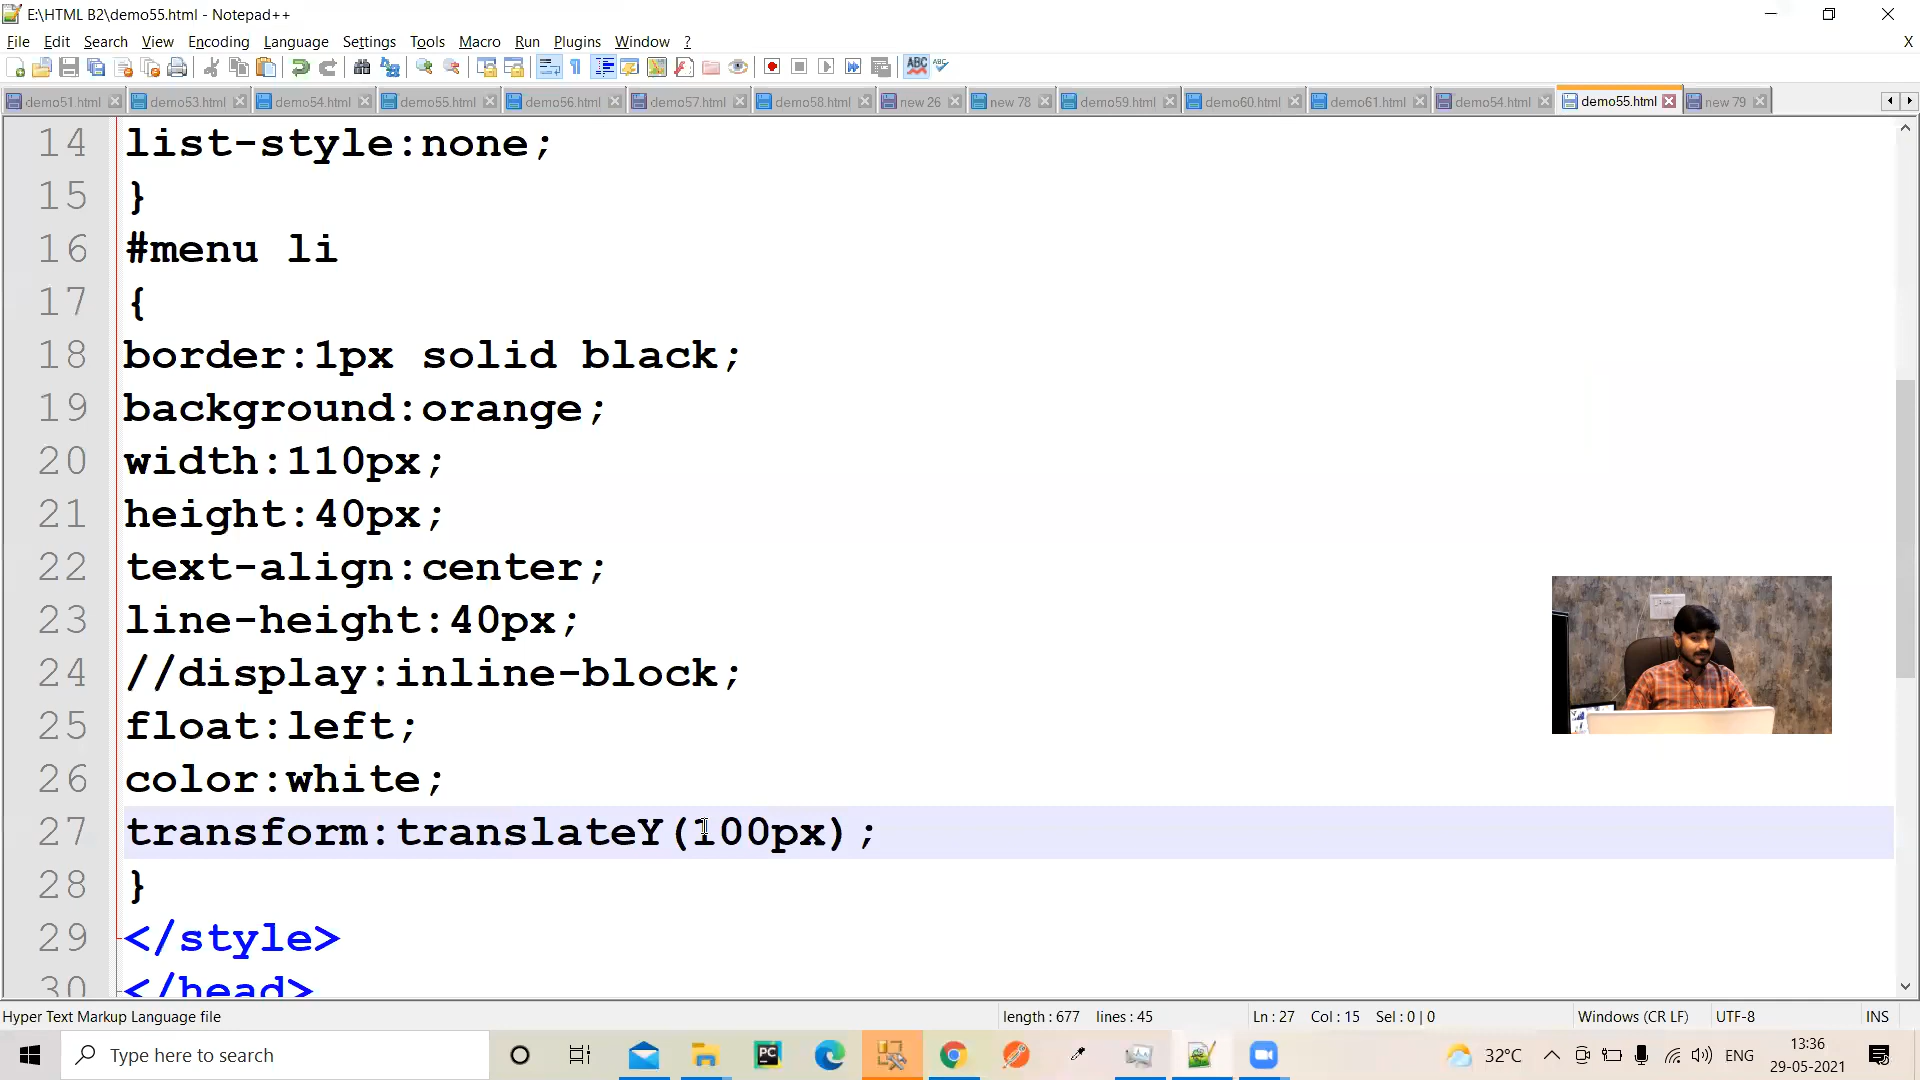 E:\HTML B2\demo55.html - Notepad++
File Edit Search View Encoding Language Settings Tools Macro Run Plugins Window ? X
demo51.html demo53.html demo54.html demo55.html demo56.html demo57.html demo58.html new 26 new 78 demo59.html demo60.html demo61.html demo54.html demo55.html new 79
14 list-style:none;
15 }
16 #menu li
17 {
18 border:1px solid black;
19 background:orange;
20 width:110px;
21 height:40px;
22 text-align:center;
23 line-height:40px;
24 //display:inline-block;
25 float:left;
26 color:white;
27 transform:translateY(100px);
28 }
29 </style>
30 </head>
Hyper Text Markup Language file length : 677 lines : 45 Ln : 27 Col : 15 Sel : 0 | 0 Windows (CR LF) UTF-8 INS
Type here to search 32°C ENG 13:36
29-05-2021